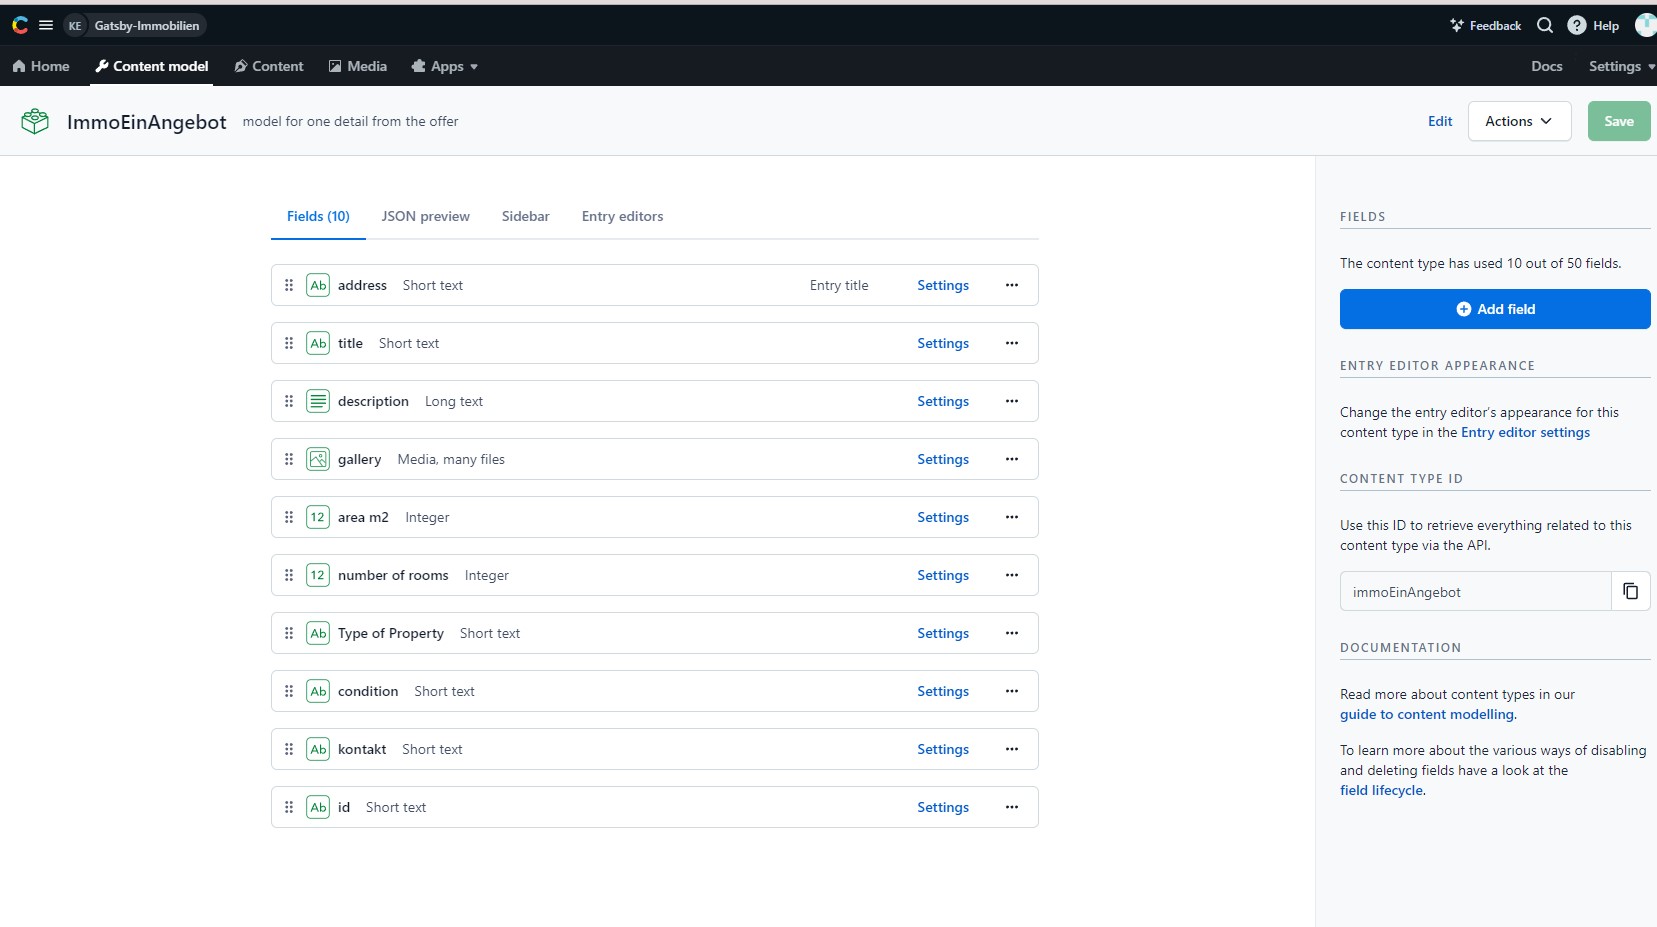 KE Gatsby-Immobilien Feedback Help
Home Content model Content Media Apps Docs Settings
ImmoEinAngebot model for one detail from the offer Edit Actions Save
Fields (10) JSON preview Sidebar Entry editors
Ab address Short text Entry title Settings
Ab title Short text Settings
description Long text Settings
gallery Media, many files Settings
12 area m2 Integer Settings
12 number of rooms Integer Settings
Ab Type of Property Short text Settings
Ab condition Short text Settings
Ab kontakt Short text Settings
Ab id Short text Settings
FIELDS
The content type has used 10 out of 50 fields.
Add field
ENTRY EDITOR APPEARANCE
Change the entry editor's appearance for this
content type in the Entry editor settings
CONTENT TYPE ID
Use this ID to retrieve everything related to this
content type via the API.
immoEinAngebot
DOCUMENTATION
Read more about content types in our
guide to content modelling.
To learn more about the various ways of disabling
and deleting fields have a look at the
field lifecycle.